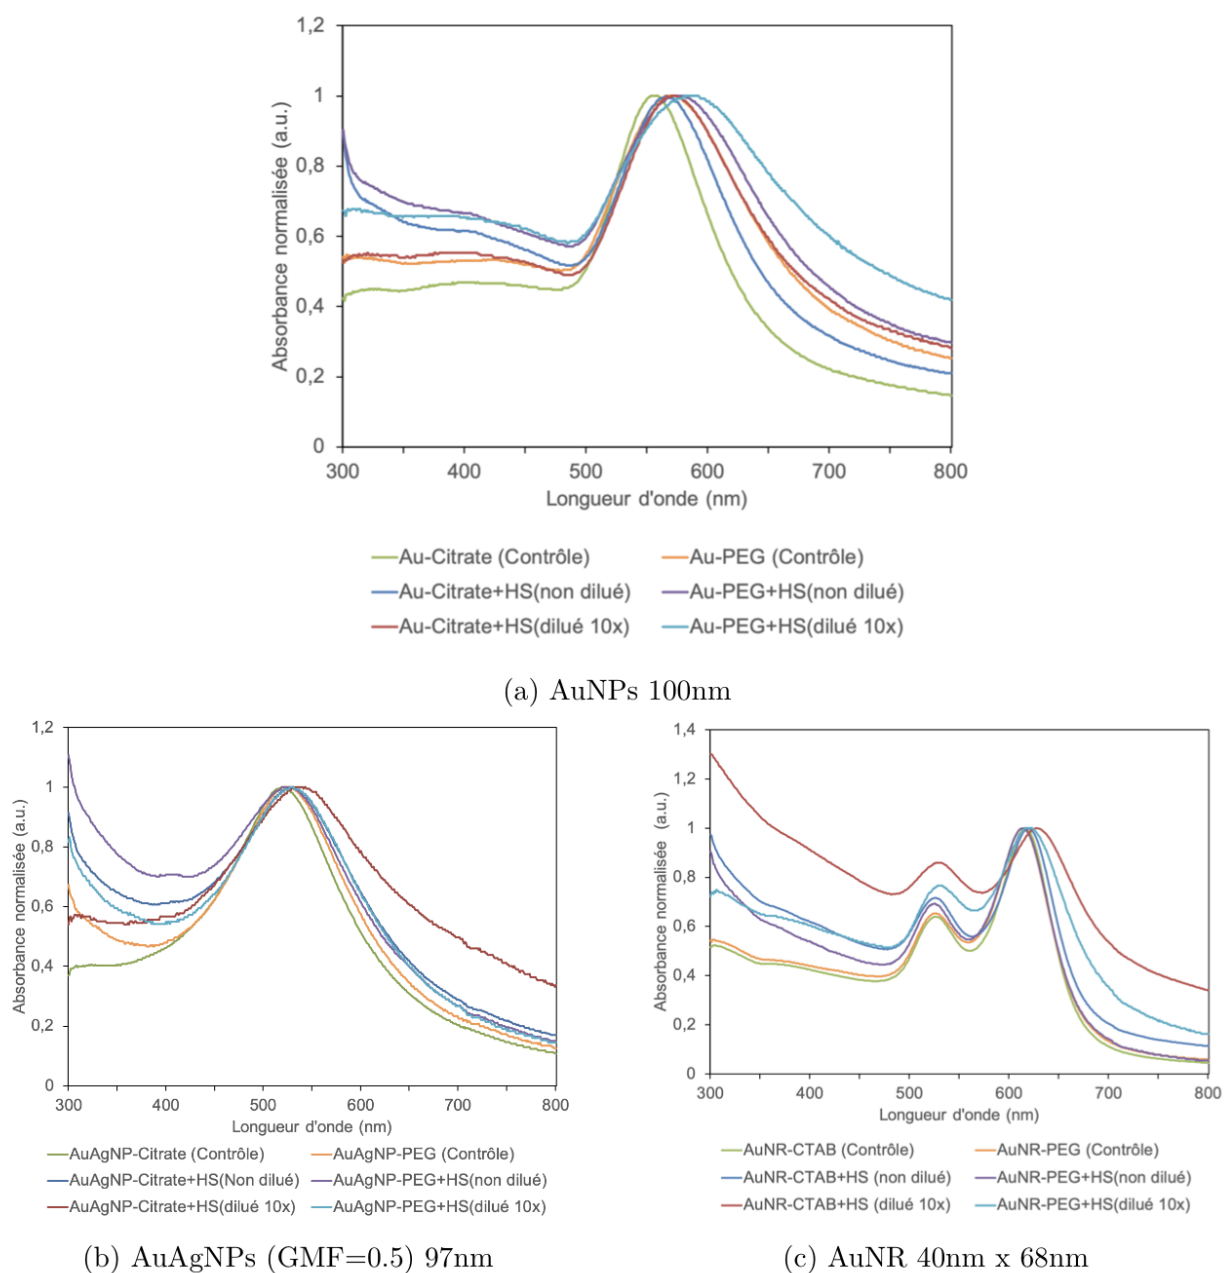 1,2
1
0,8
0,6
0,4
0,2
0
Absorbance normalisée (a.u.)
300 400 500 600 700 800
Longueur d'onde (nm)
Au-Citrate (Contrôle) Au-PEG (Contrôle)
Au-Citrate+HS(non dilué) Au-PEG+HS(non dilué)
Au-Citrate+HS(dilué 10x) Au-PEG+HS(dilué 10x)
(a) AuNPs 100nm
1,2
1
0,8
0,6
0,4
0,2
0
Absorbance normalisée (a.u.)
300 400 500 600 700 800
Longueur d'onde (nm)
AuAgNP-Citrate (Contrôle) AuAgNP-PEG (Contrôle)
AuAgNP-Citrate+HS(Non dilué) AuAgNP-PEG+HS(non dilué)
AuAgNP-Citrate+HS(dilué 10x) AuAgNP-PEG+HS(dilué 10x)
(b) AuAgNPs (GMF=0.5) 97nm
1,4
1,2
1
0,8
0,6
0,4
0,2
0
Absorbance normalisée (a.u.)
300 400 500 600 700 800
Longueur d'onde (nm)
AuNR-CTAB (Contrôle) AuNR-PEG (Contrôle)
AuNR-CTAB+HS (non dilué) AuNR-PEG+HS(non dilué)
AuNR-CTAB+HS (dilué 10x) AuNR-PEG+HS(dilué 10x)
(c) AuNR 40nm x 68nm